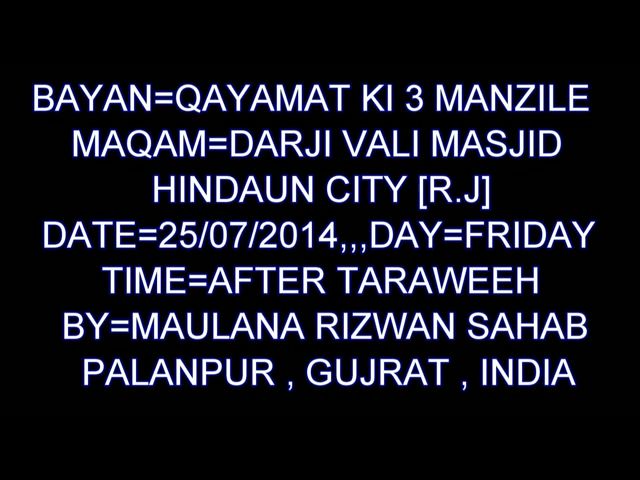 BAYAN=QAYAMAT KI 3 MANZILE
MAQAM=DARJI VALI MASJID
HINDAUN CITY [R.J]
DATE=25/07/2014,,,DAY=FRIDAY
TIME=AFTER TARAWEEH
BY=MAULANA RIZWAN SAHAB
PALANPUR , GUJRAT , INDIA